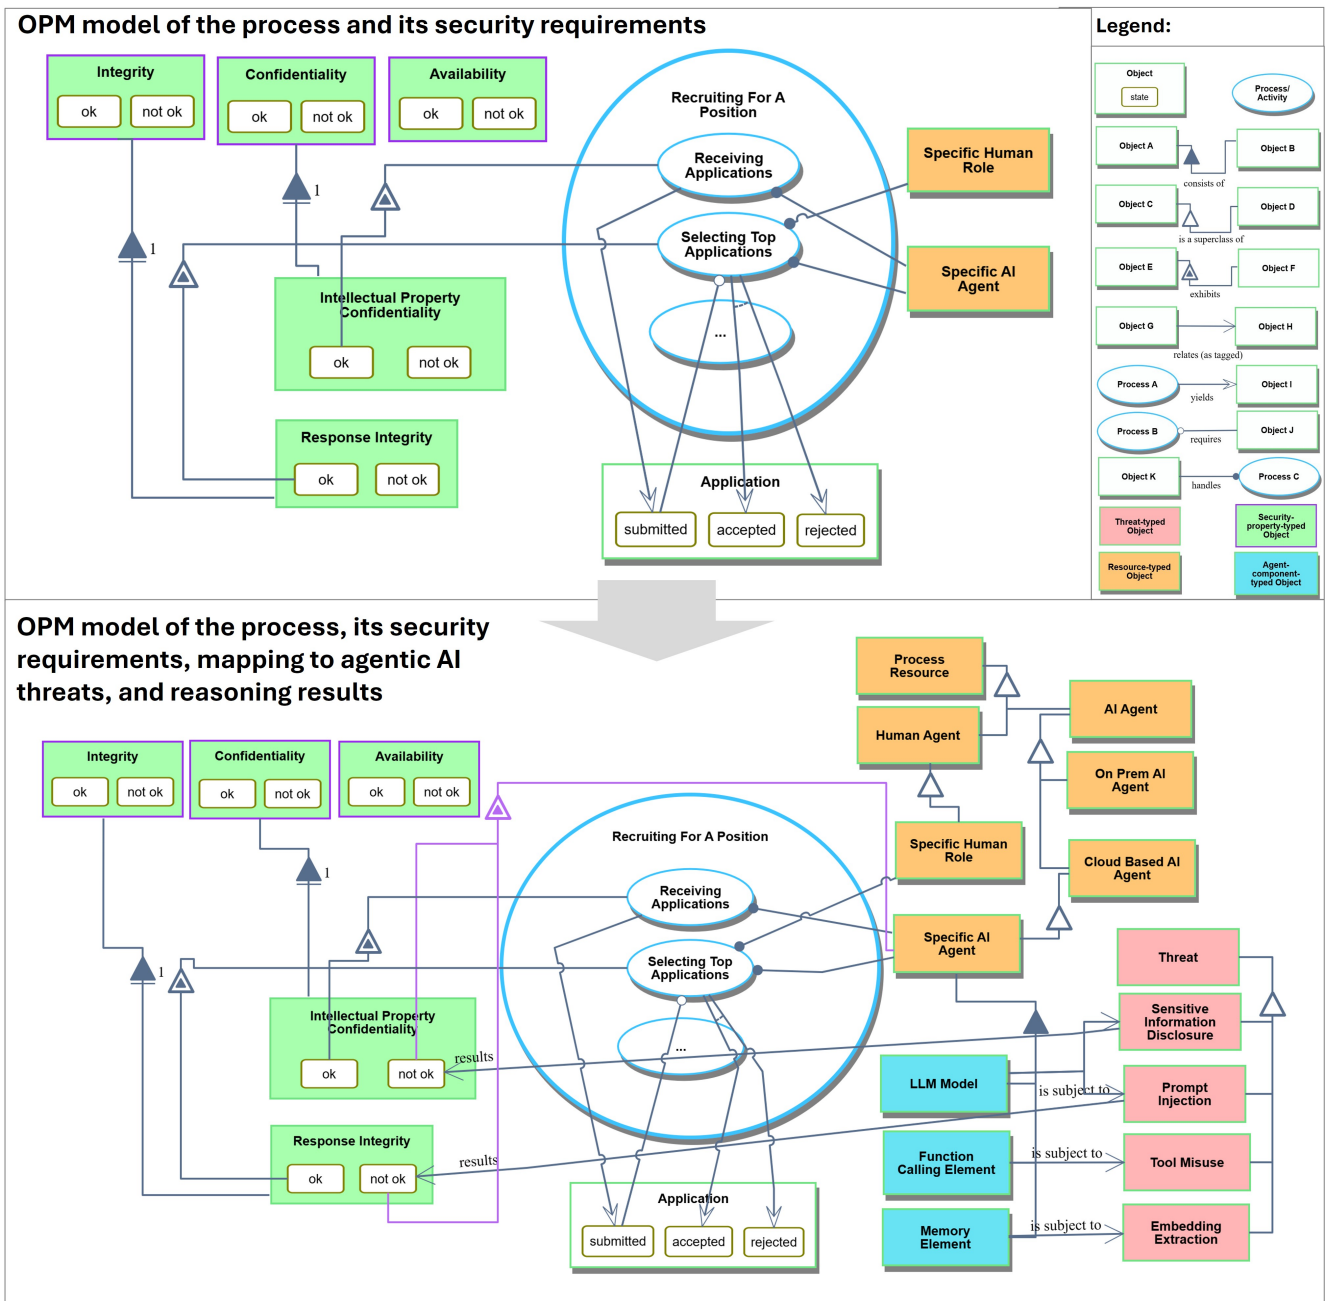 OPM model of the process and its security requirements
Integrity
ok
not ok
Confidentiality
ok
not ok
Availability
ok
not ok
1
1
Intellectual Property
Confidentiality
ok
not ok
Response Integrity
ok
not ok
Recruiting For A
Position
Receiving
Applications
Selecting Top
Applications
...
Specific Human
Role
Specific AI
Agent
Application
submitted
accepted
rejected
Legend:
Object
state
Process/
Activity
Object A
Object B
consists of
Object C
Object D
is a superclass of
Object E
Object F
exhibits
Object G
Object H
relates (as tagged)
Process A
Object I
yields
Process B
Object J
requires
Object K
Process C
handles
Threat-typed
Object
Security-
property-typed
Object
Resource-typed
Object
Agent-
component-
typed Object
OPM model of the process, its security
requirements, mapping to agentic AI
threats, and reasoning results
Integrity
ok
not ok
Confidentiality
ok
not ok
Availability
ok
not ok
1
1
Intellectual Property
Confidentiality
ok
not ok
results
Response Integrity
ok
not ok
results
Recruiting For A Position
Receiving
Applications
Selecting Top
Applications
...
Application
submitted
accepted
rejected
Process
Resource
Human Agent
AI Agent
On Prem AI
Agent
Specific Human
Role
Cloud Based AI
Agent
Specific AI
Agent
Threat
Sensitive
Information
Disclosure
LLM Model
is subject to
Prompt
Injection
Function
Calling Element
is subject to
Tool Misuse
Memory
Element
is subject to
Embedding
Extraction